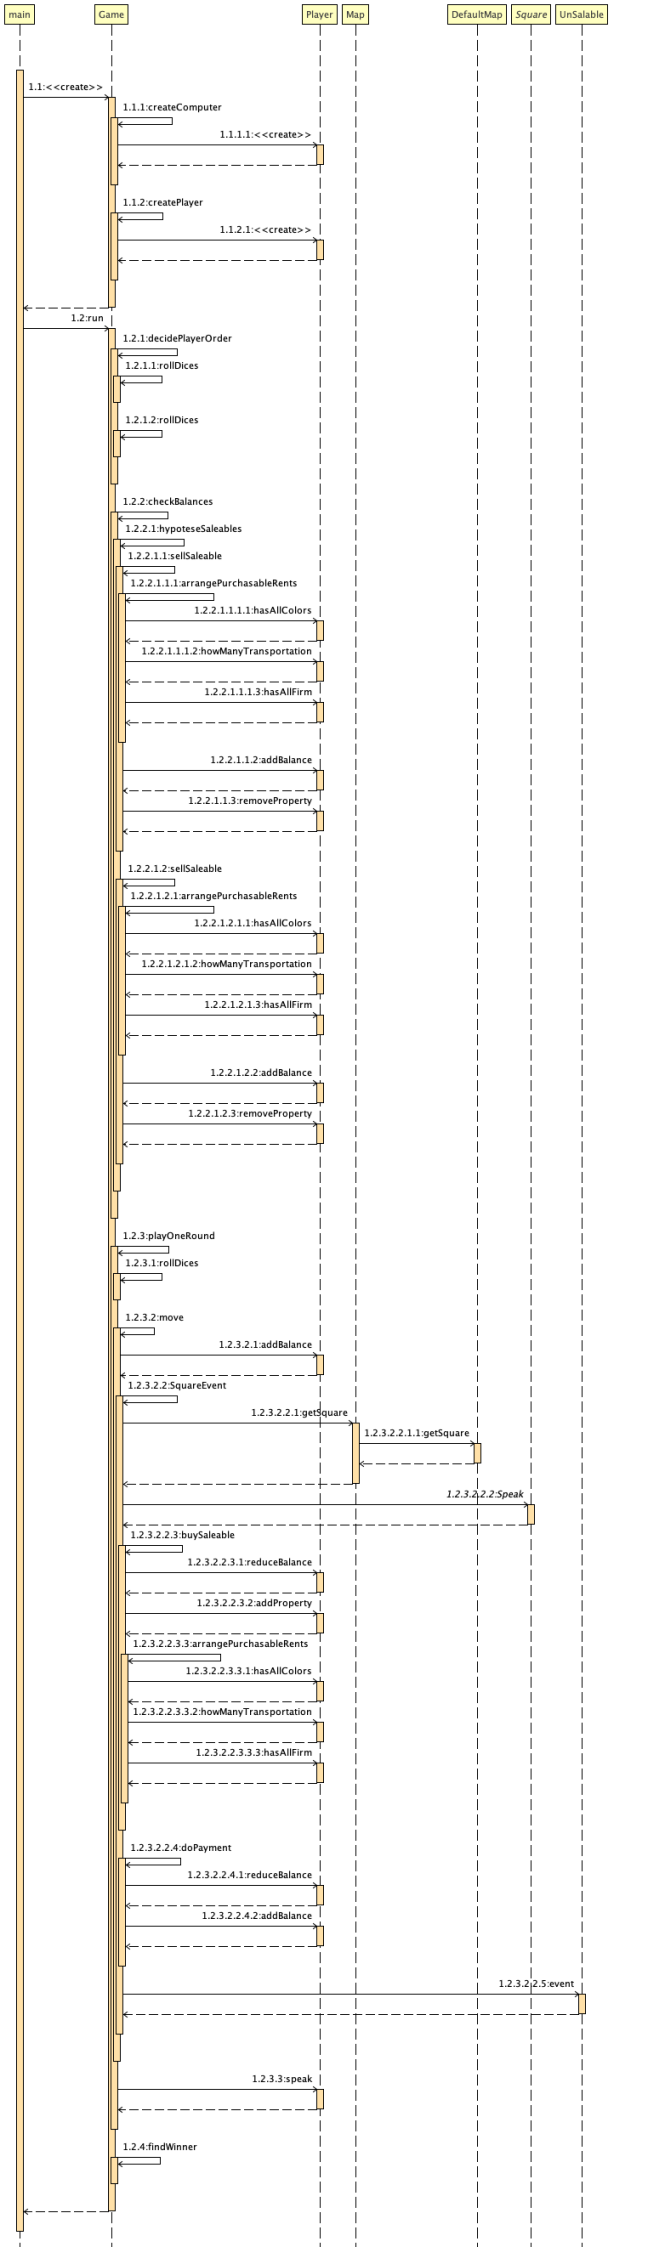 main Game Player Map DefaultMap Square UnSalable
1.1:<<create>>
1.1.1:createComputer
1.1.1.1:<<create>>
1.1.2:createPlayer
1.1.2.1:<<create>>
1.2:run
1.2.1:decidePlayerOrder
1.2.1.1:rollDices
1.2.1.2:rollDices
1.2.2:checkBalances
1.2.2.1:hypoteseSaleables
1.2.2.1.1:sellSaleable
1.2.2.1.1.1:arrangePurchasableRents
1.2.2.1.1.1.1:hasAllColors
1.2.2.1.1.1.2:howManyTransportation
1.2.2.1.1.1.3:hasAllFirm
1.2.2.1.1.2:addBalance
1.2.2.1.1.3:removeProperty
1.2.2.1.2:sellSaleable
1.2.2.1.2.1:arrangePurchasableRents
1.2.2.1.2.1.1:hasAllColors
1.2.2.1.2.1.2:howManyTransportation
1.2.2.1.2.1.3:hasAllFirm
1.2.2.1.2.2:addBalance
1.2.2.1.2.3:removeProperty
1.2.3:playOneRound
1.2.3.1:rollDices
1.2.3.2:move
1.2.3.2.1:addBalance
1.2.3.2.2:SquareEvent
1.2.3.2.2.1:getSquare
1.2.3.2.2.1.1:getSquare
1.2.3.2.2.2:Speak
1.2.3.2.2.3:buySaleable
1.2.3.2.2.3.1:reduceBalance
1.2.3.2.2.3.2:addProperty
1.2.3.2.2.3.3:arrangePurchasableRents
1.2.3.2.2.3.3.1:hasAllColors
1.2.3.2.2.3.3.2:howManyTransportation
1.2.3.2.2.3.3.3:hasAllFirm
1.2.3.2.2.4:doPayment
1.2.3.2.2.4.1:reduceBalance
1.2.3.2.2.4.2:addBalance
1.2.3.2.2.5:event
1.2.3.3:speak
1.2.4:findWinner